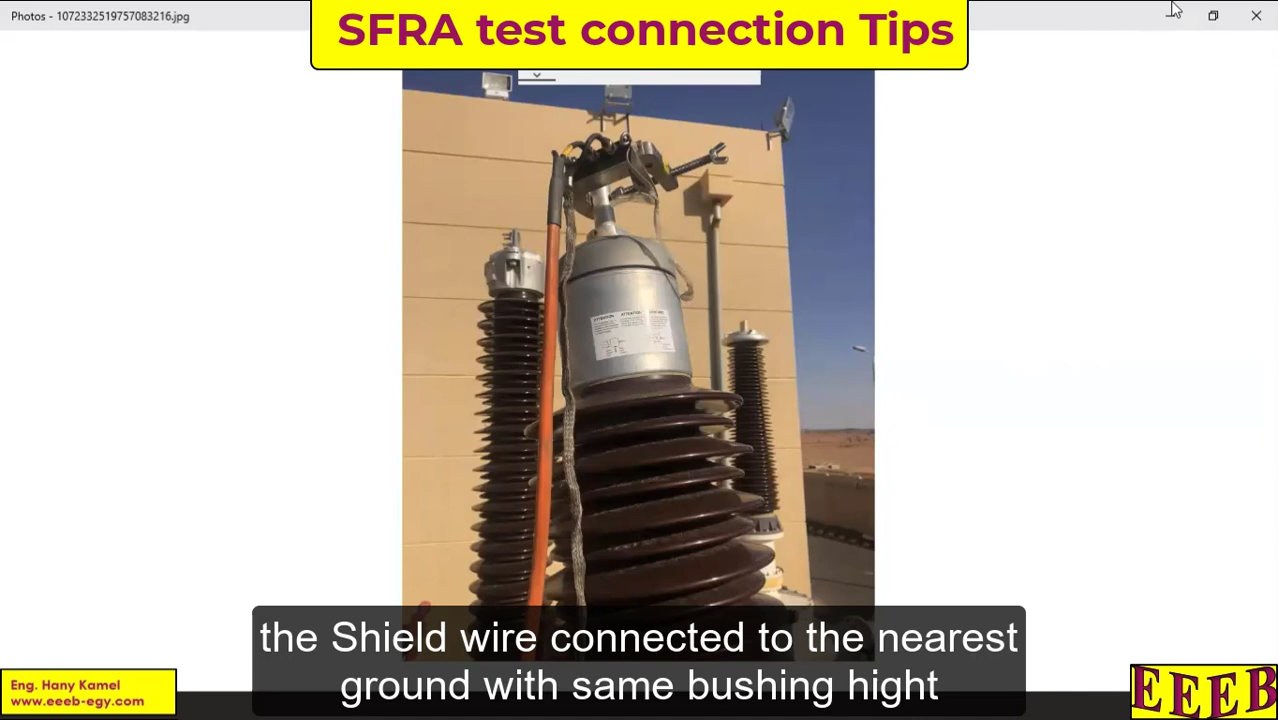 Photos - 1072332519757083216.jpg
SFRA test connection Tips
the Shield wire connected to the nearest
ground with same bushing hight
Eng. Hany Kamel
www.eeeb-egy.com
EEEB